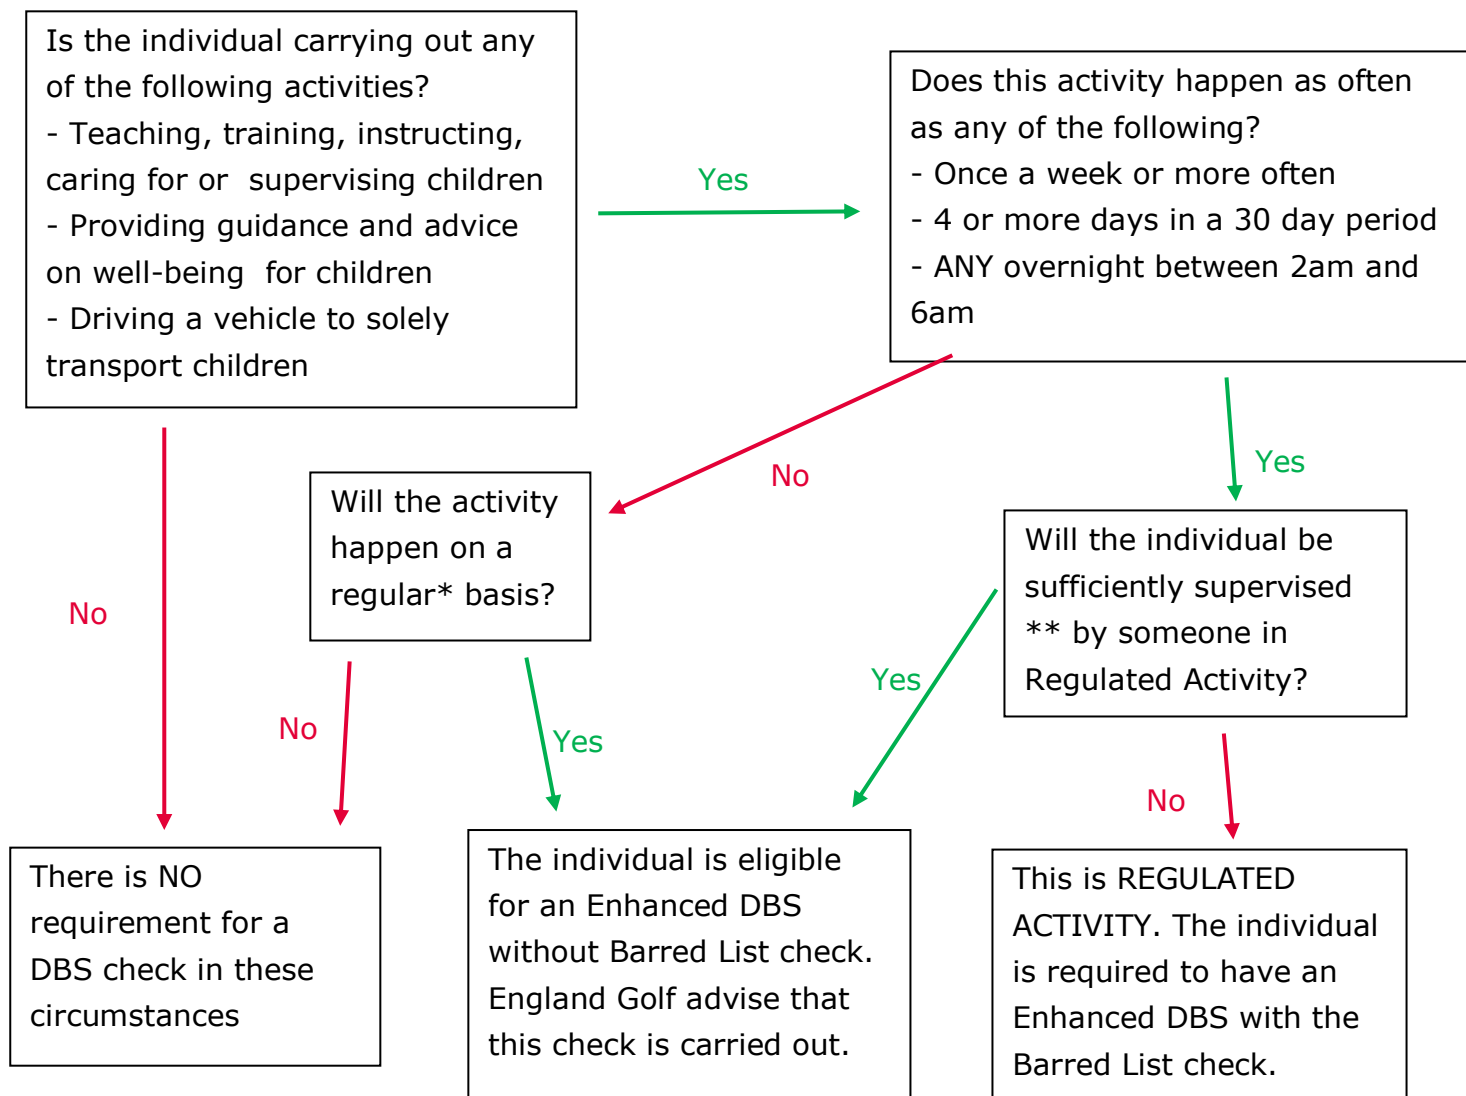 Is the individual carrying out any
of the following activities?
- Teaching, training, instructing,
caring for or  supervising children
- Providing guidance and advice
on well-being  for children
- Driving a vehicle to solely
transport children
Yes
Does this activity happen as often
as any of the following?
- Once a week or more often
- 4 or more days in a 30 day period
- ANY overnight between 2am and
6am
No
Yes
Will the activity
happen on a
regular* basis?
Will the individual be
sufficiently supervised
** by someone in
Regulated Activity?
No
No
Yes
Yes
No
There is NO
requirement for a
DBS check in these
circumstances
The individual is eligible
for an Enhanced DBS
without Barred List check.
England Golf advise that
this check is carried out.
This is REGULATED
ACTIVITY. The individual
is required to have an
Enhanced DBS with the
Barred List check.